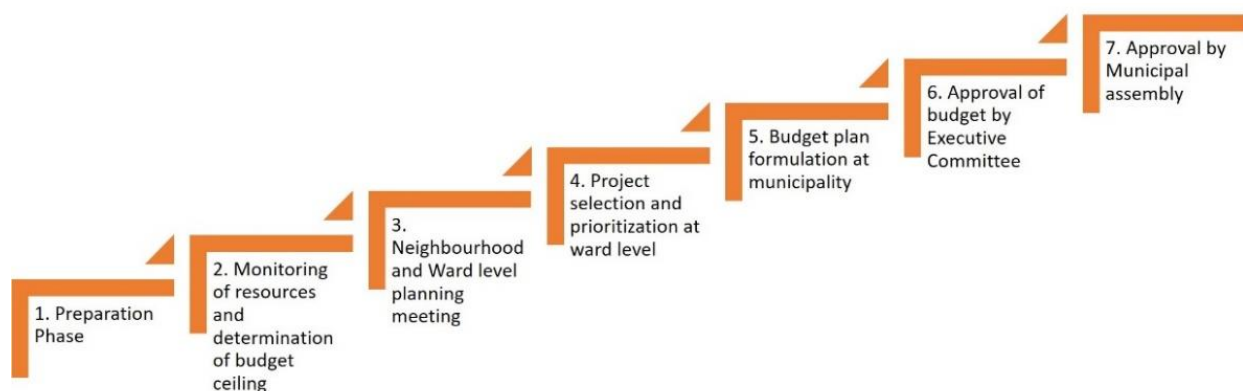 1. Preparation
Phase
2. Monitoring
of resources
and
determination
of budget
ceiling
3.
Neighbourhood
and Ward level
planning
meeting
4. Project
selection and
prioritization at
ward level
5. Budget plan
formulation at
municipality
6. Approval of
budget by
Executive
Committee
7. Approval by
Municipal
assembly